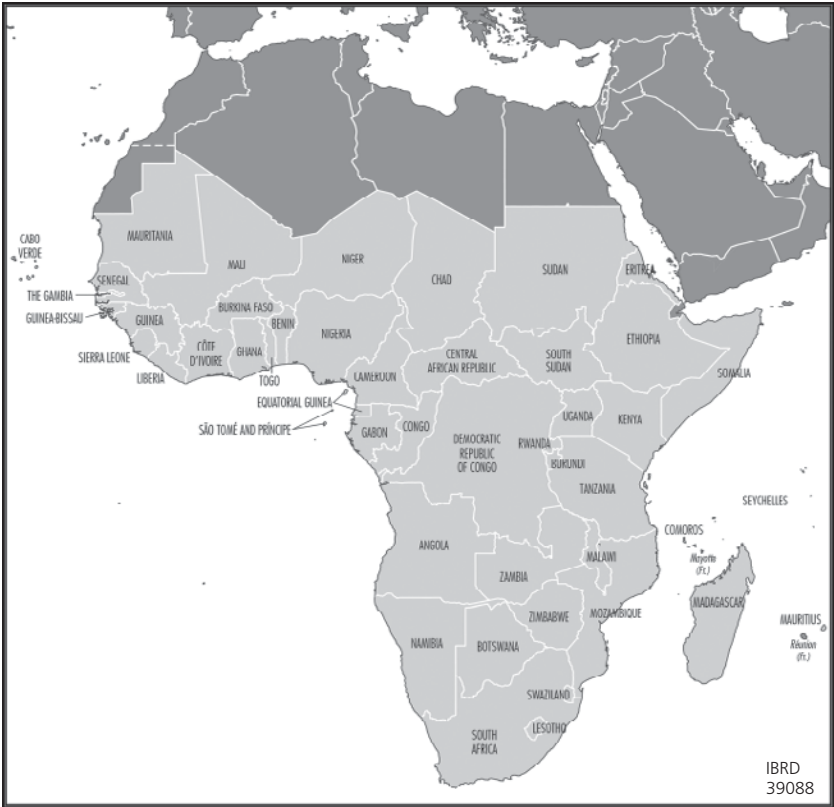 CABO
VERDE
MAURITANIA
MALI
NIGER
CHAD
SUDAN
ERITREA
SENEGAL
THE GAMBIA
GUINEA-BISSAU
GUINEA
BURKINA FASO
BENIN
NIGERIA
ETHIOPIA
SIERRA LEONE
CÔTE
D'IVOIRE
GHANA
LIBERIA
TOGO
CAMEROON
CENTRAL
AFRICAN REPUBLIC
SOUTH
SUDAN
SOMALIA
EQUATORIAL GUINEA
SÃO TOMÉ AND PRÍNCIPE
GABON
CONGO
DEMOCRATIC
REPUBLIC
OF CONGO
UGANDA
KENYA
RWANDA
BURUNDI
TANZANIA
SEYCHELLES
COMOROS
Mayotte
(Fr.)
ANGOLA
ZAMBIA
MALAWI
MOZAMBIQUE
MADAGASCAR
MAURITIUS
Réunion
(Fr.)
ZIMBABWE
NAMIBIA
BOTSWANA
SWAZILAND
LESOTHO
SOUTH
AFRICA
IBRD
39088